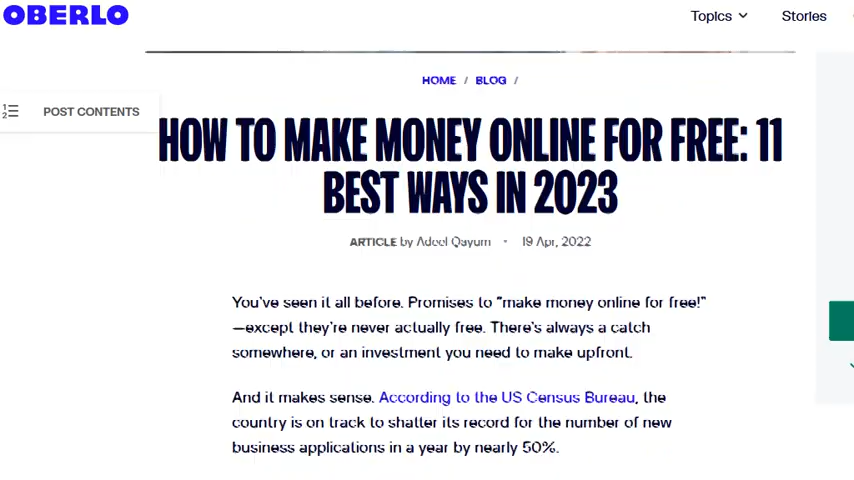 OBERLO
Topics Stories
HOME / BLOG /
POST CONTENTS
HOW TO MAKE MONEY ONLINE FOR FREE: 11
BEST WAYS IN 2023
ARTICLE by Adeel Qayum • 19 Apr, 2022
You've seen it all before. Promises to "make money online for free!"
—except they're never actually free. There's always a catch
somewhere, or an investment you need to make upfront.
And it makes sense. According to the US Census Bureau, the
country is on track to shatter its record for the number of new
business applications in a year by nearly 50%.